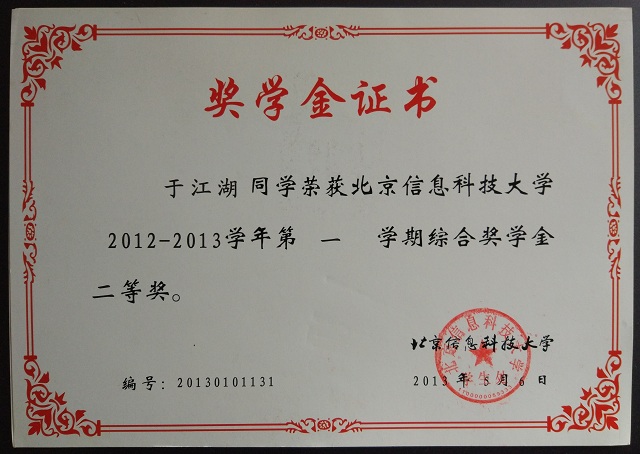 奖学金证书
于江湖 同学荣获北京信息科技大学
2012-2013学年第 一 学期综合奖学金
二等奖。
北京信息科技大学
编号: 20130101131
2013 年 5 月 6 日